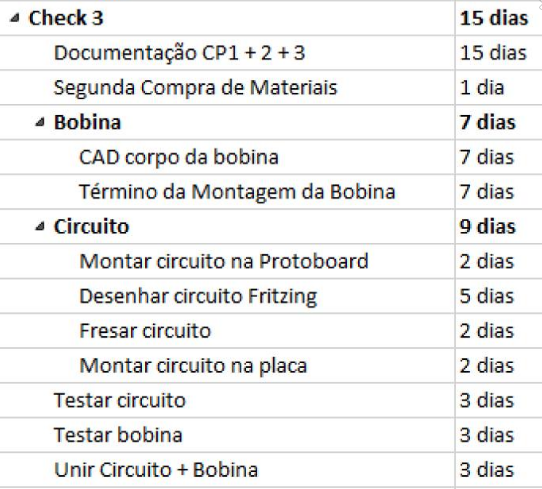 Check 3 15 dias
Documentação CP1 + 2 + 3 15 dias
Segunda Compra de Materiais 1 dia
Bobina 7 dias
CAD corpo da bobina 7 dias
Término da Montagem da Bobina 7 dias
Circuito 9 dias
Montar circuito na Protoboard 2 dias
Desenhar circuito Fritzing 5 dias
Fresar circuito 2 dias
Montar circuito na placa 2 dias
Testar circuito 3 dias
Testar bobina 3 dias
Unir Circuito + Bobina 3 dias